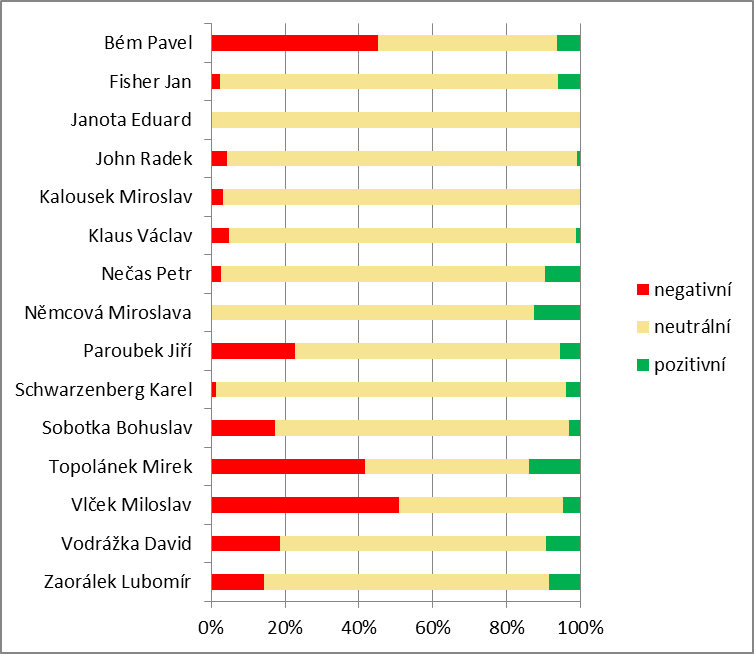 Bém Pavel
Fisher Jan
Janota Eduard
John Radek
Kalousek Miroslav
Klaus Václav
Nečas Petr
Němcová Miroslava
Paroubek Jiří
Schwarzenberg Karel
Sobotka Bohuslav
Topolánek Mirek
Vlček Miloslav
Vodrážka David
Zaorálek Lubomír
0% 20% 40% 60% 80% 100%
negativní
neutrální
pozitivní